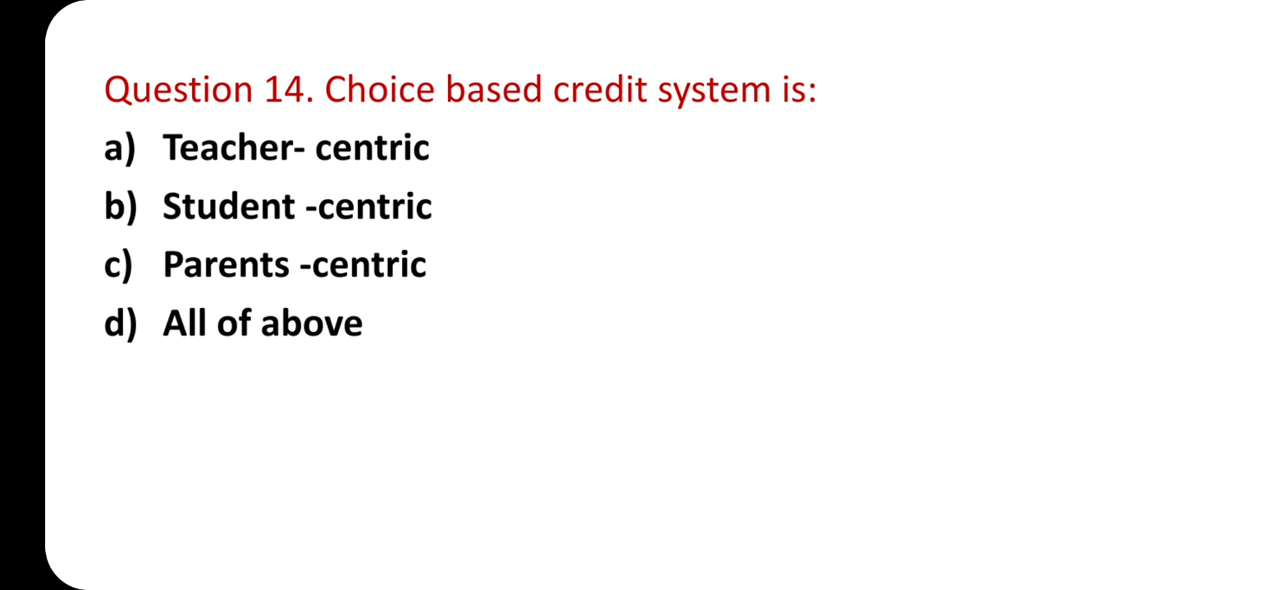 Question 14. Choice based credit system is:
a) Teacher- centric
b) Student -centric
c) Parents -centric
d) All of above